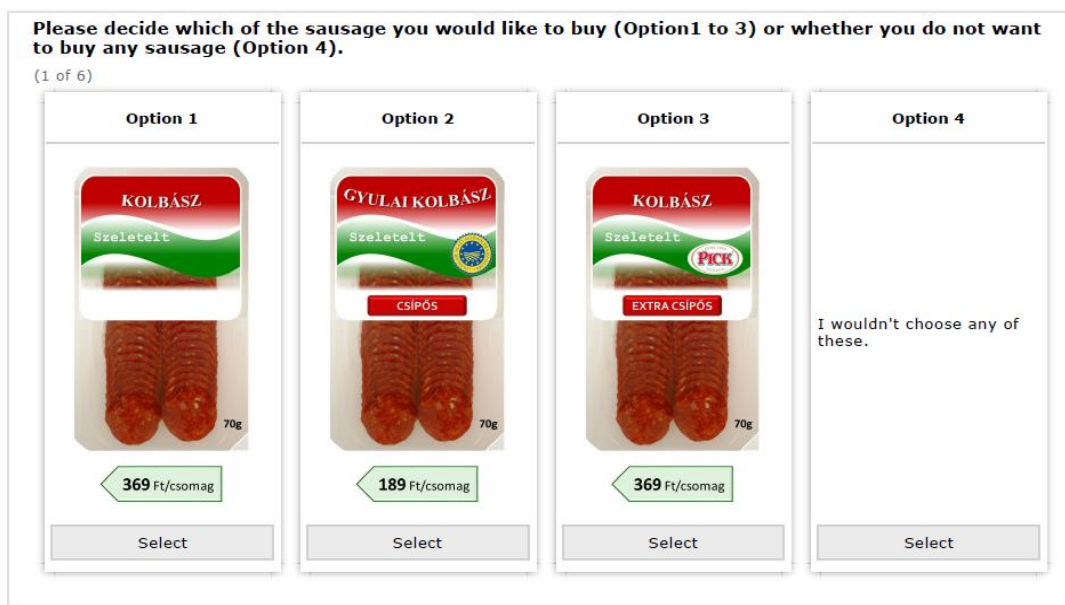 Please decide which of the sausage you would like to buy (Option1 to 3) or whether you do not want
to buy any sausage (Option 4).
(1 of 6)
Option 1
KOLBÁSZ
Szeletelt
70g
369 Ft/csomag
Select
Option 2
GYULAI KOLBÁSZ
Szeletelt
CSÍPŐS
70g
189 Ft/csomag
Select
Option 3
KOLBÁSZ
Szeletelt
PICK
EXTRA CSÍPŐS
70g
369 Ft/csomag
Select
Option 4
I wouldn't choose any of
these.
Select